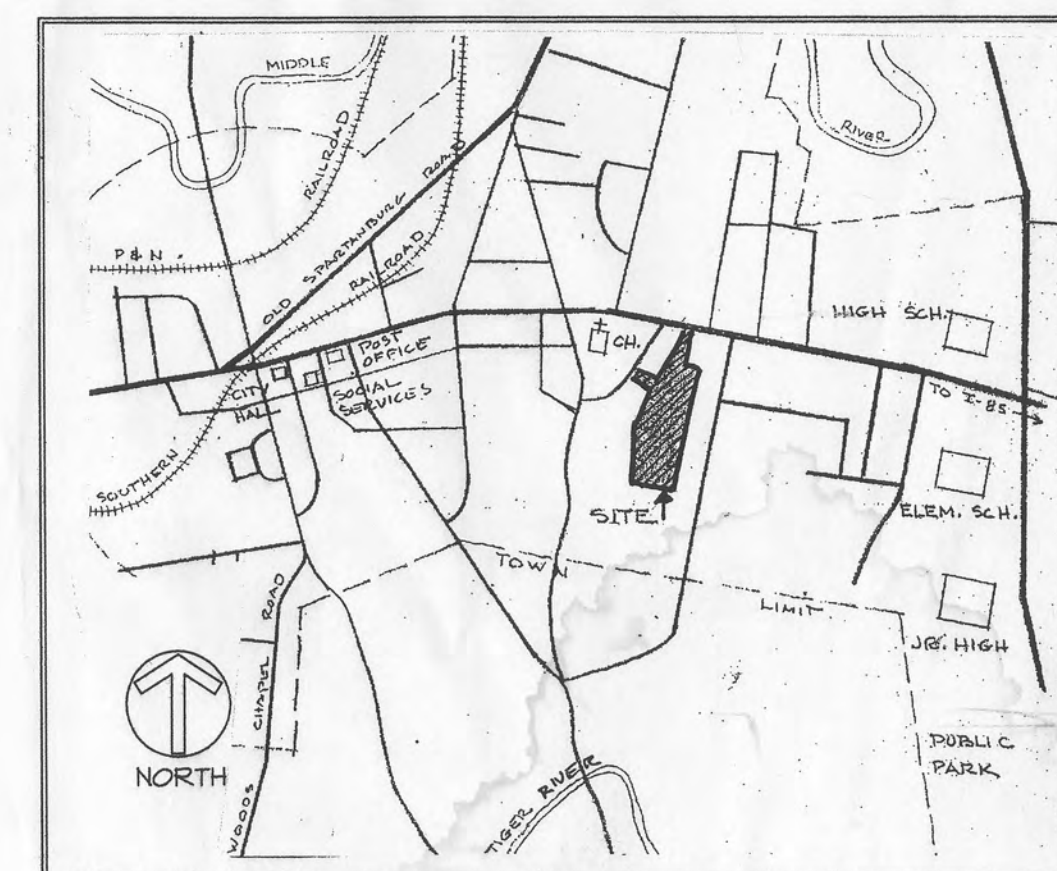 MIDDLE
RIVER
RAILROAD
P & N.
OLD SPARTANBURG ROAD
RAILROAD
HIGH SCH.
POST
OFFICE
CH.
CITY
HAL
SOCIAL
SERVICES
TO I-85
SOUTHERN
SITE
ELEM. SCH.
TOWN
LIMIT
JR. HIGH
WOODS CHAPEL ROAD
NORTH
PUBLIC
PARK
TIGER RIVER